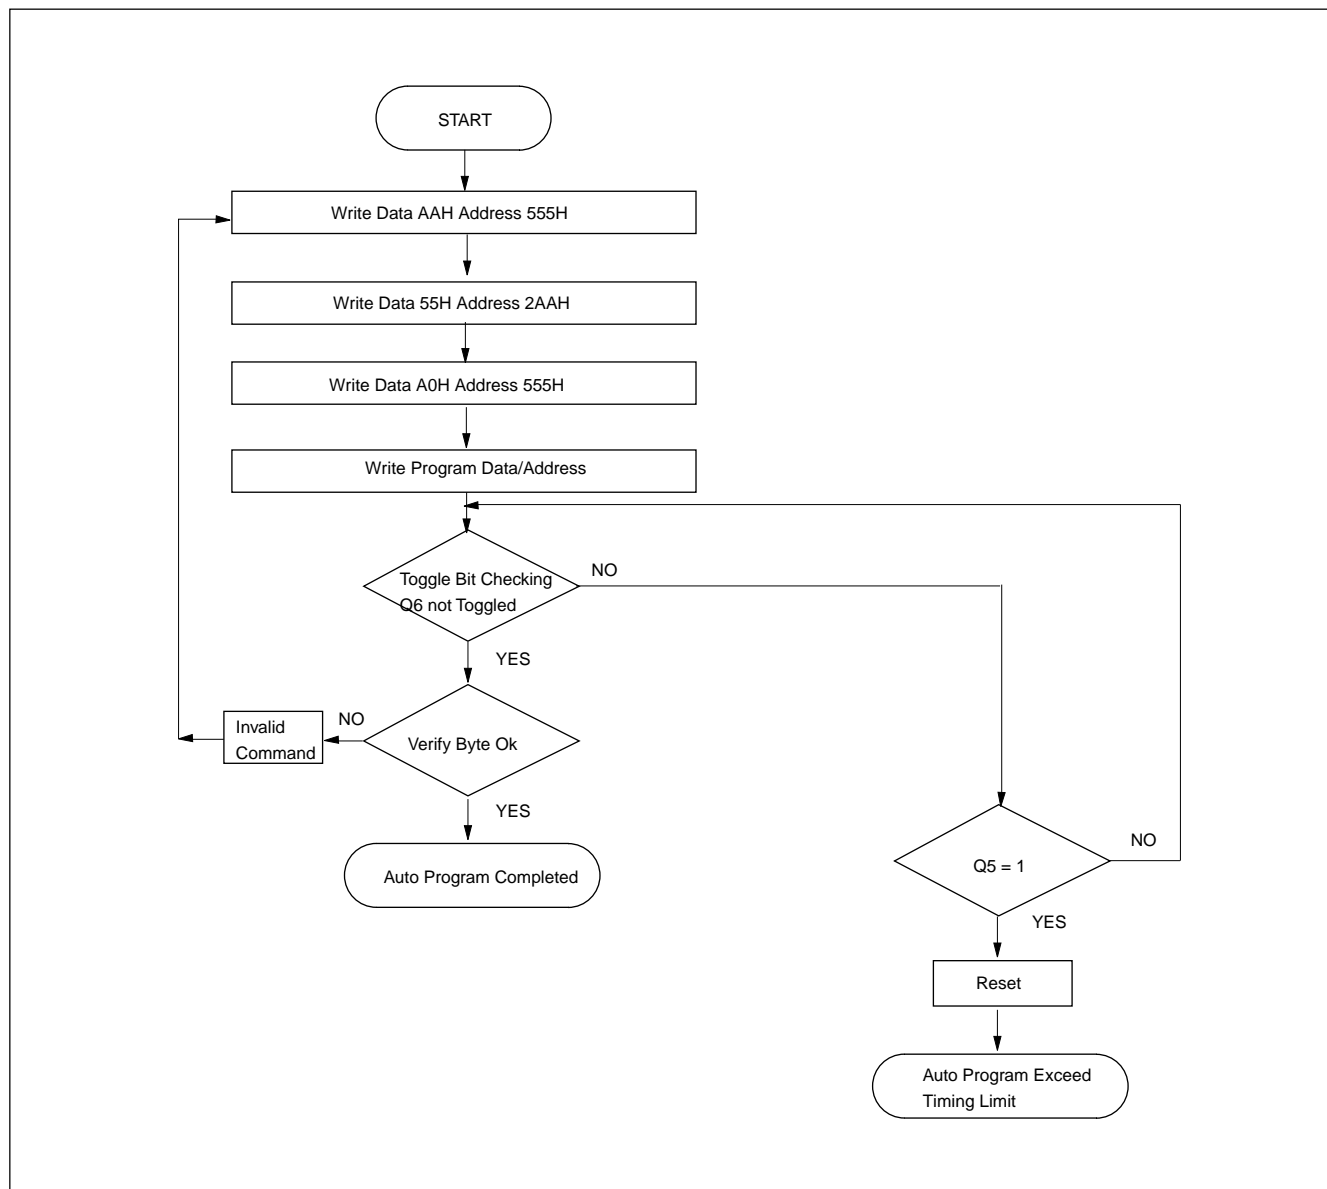 START
Write Data AAH Address 555H
Write Data 55H Address 2AAH
Write Data A0H Address 555H
Write Program Data/Address
Toggle Bit Checking
Q6 not Toggled
NO
YES
Invalid
Command
NO
Verify Byte Ok
YES
Auto Program Completed
Q5 = 1
NO
YES
Reset
Auto Program Exceed
Timing Limit